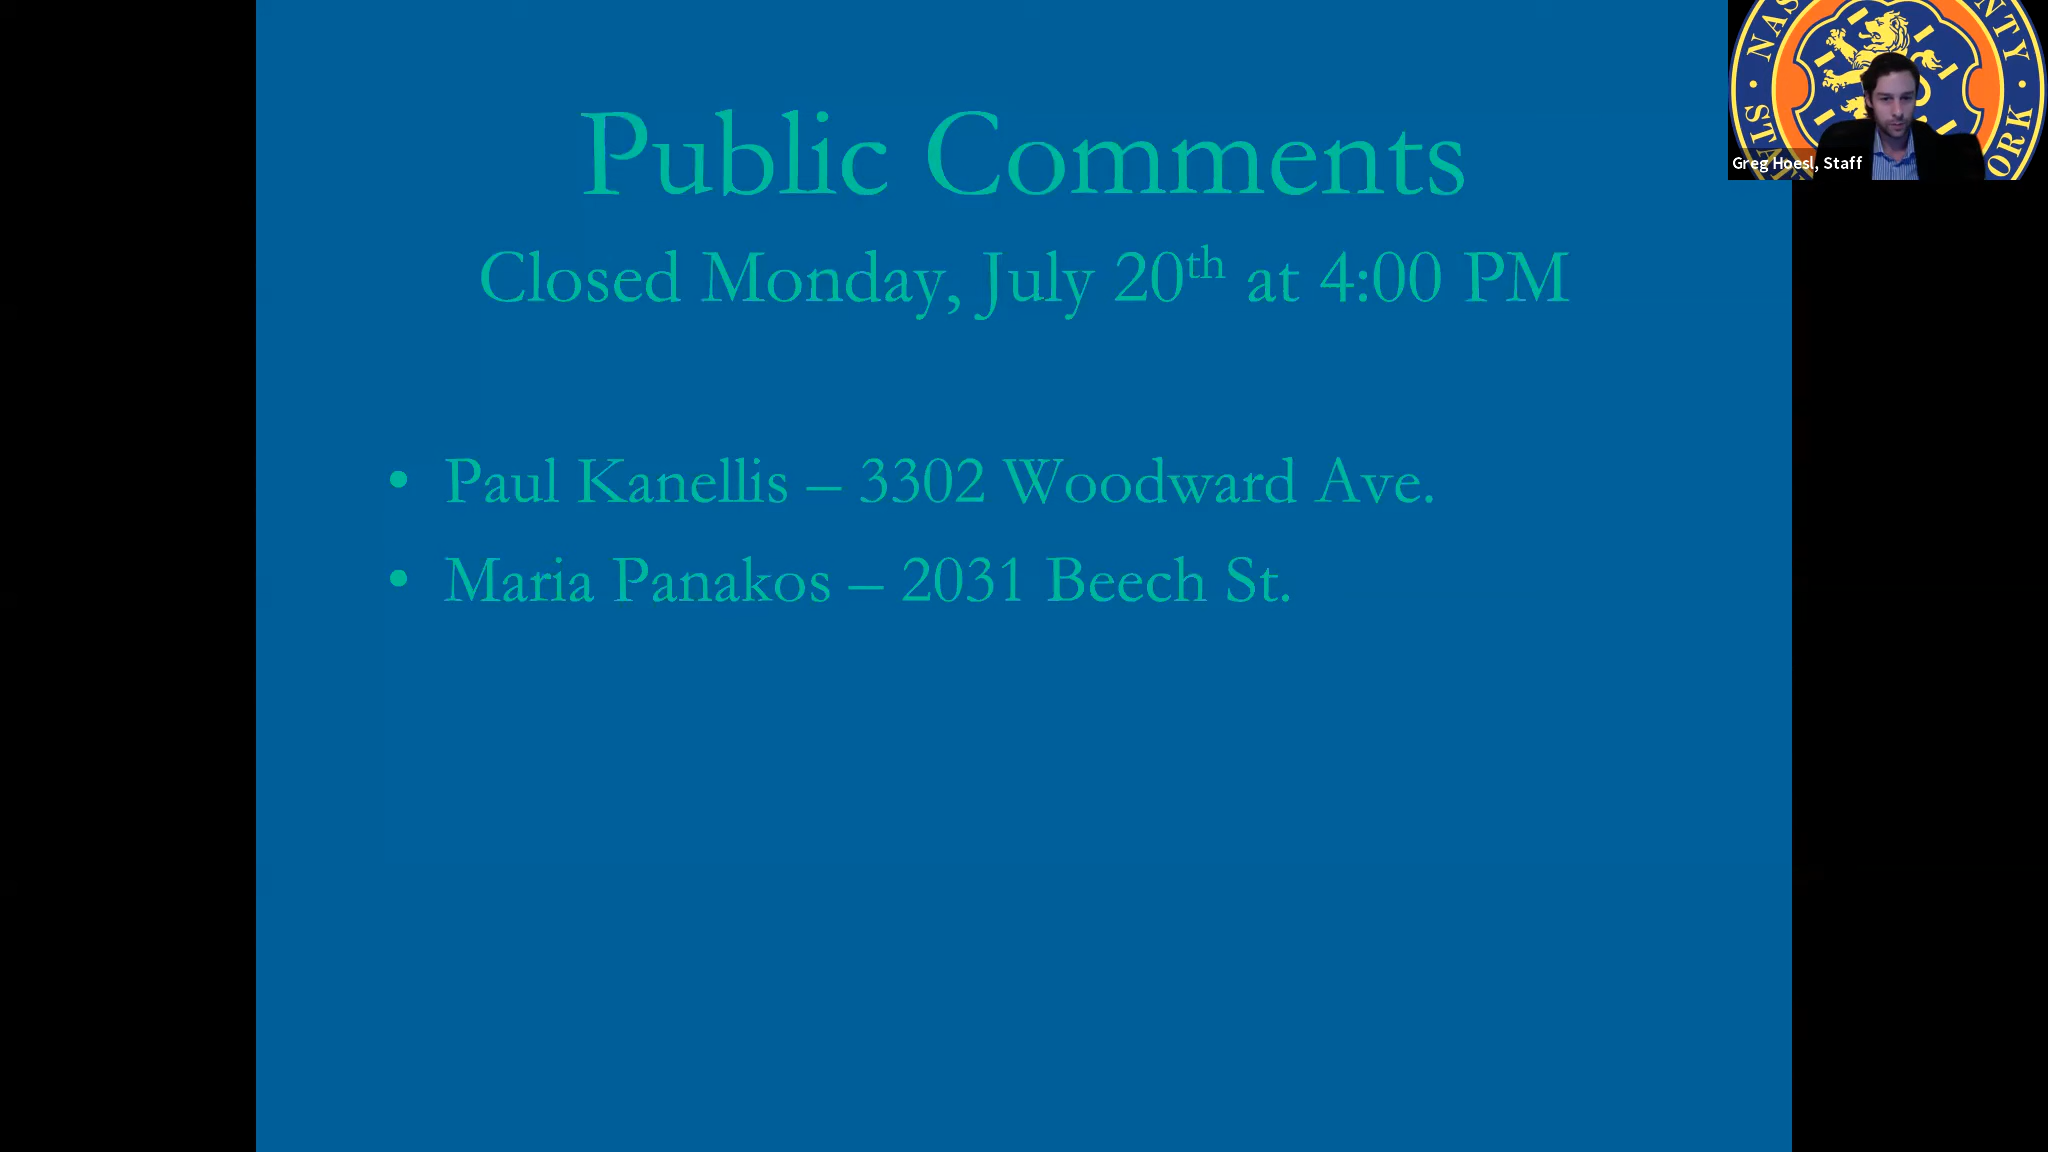 Public Comments
Closed Monday, July 20th at 4:00 PM
• Paul Kanellis – 3302 Woodward Ave.
• Maria Panakos – 2031 Beech St.
Greg Hoesl, Staff